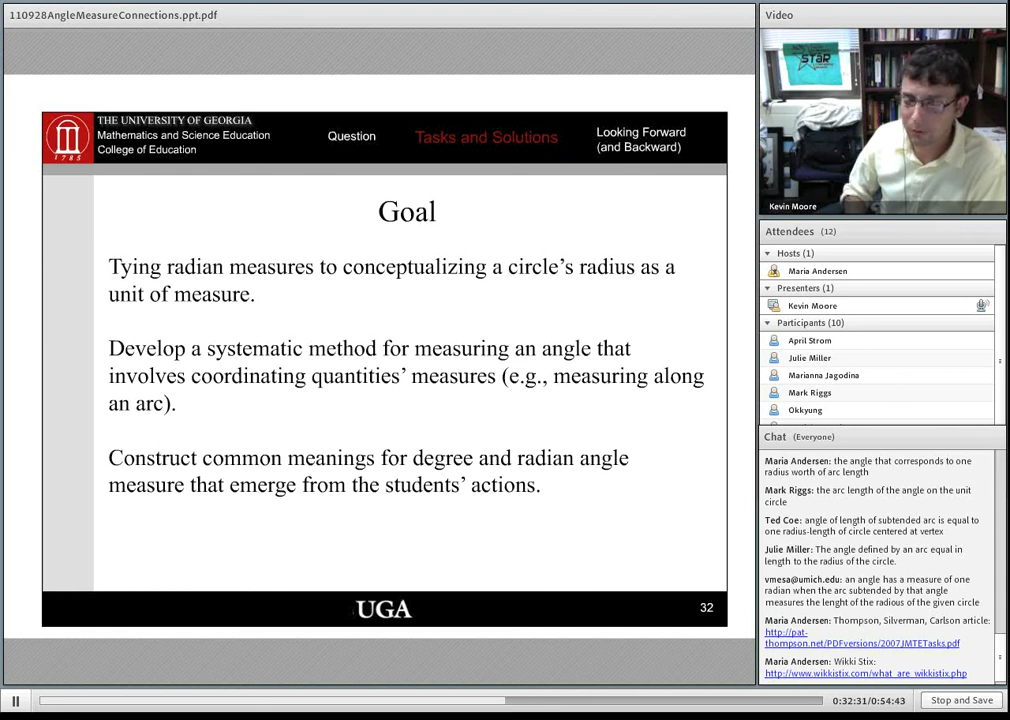 110928AngleMeasureConnections.ppt.pdf
THE UNIVERSITY OF GEORGIA
Mathematics and Science Education
College of Education
1785
Question
Tasks and Solutions
Looking Forward
(and Backward)
Goal
Tying radian measures to conceptualizing a circle’s radius as a
unit of measure.
Develop a systematic method for measuring an angle that
involves coordinating quantities’ measures (e.g., measuring along
an arc).
Construct common meanings for degree and radian angle
measure that emerge from the students’ actions.
UGA
32
Video
STaR
Kevin Moore
Attendees (12)
Hosts (1)
Maria Andersen
Presenters (1)
Kevin Moore
Participants (10)
April Strom
Julie Miller
Marianna Jagodina
Mark Riggs
Okkyung
Chat (Everyone)
Maria Andersen: the angle that corresponds to one
radius worth of arc length
Mark Riggs: the arc length of the angle on the unit
circle
Ted Coe: angle of length of subtended arc is equal to
one radius-length of circle centered at vertex
Julie Miller: The angle defined by an arc equal in
length to the radius of the circle.
vmesa@umich.edu: an angle has a measure of one
radian when the arc subtended by that angle
measures the lenght of the radious of the given circle
Maria Andersen: Thompson, Silverman, Carlson article:
http://pat-
thompson.net/PDFversions/2007JMTETasks.pdf
Maria Andersen: Wikki Stix:
http://www.wikkistix.com/what_are_wikkistix.php
0:32:31/0:54:43
Stop and Save